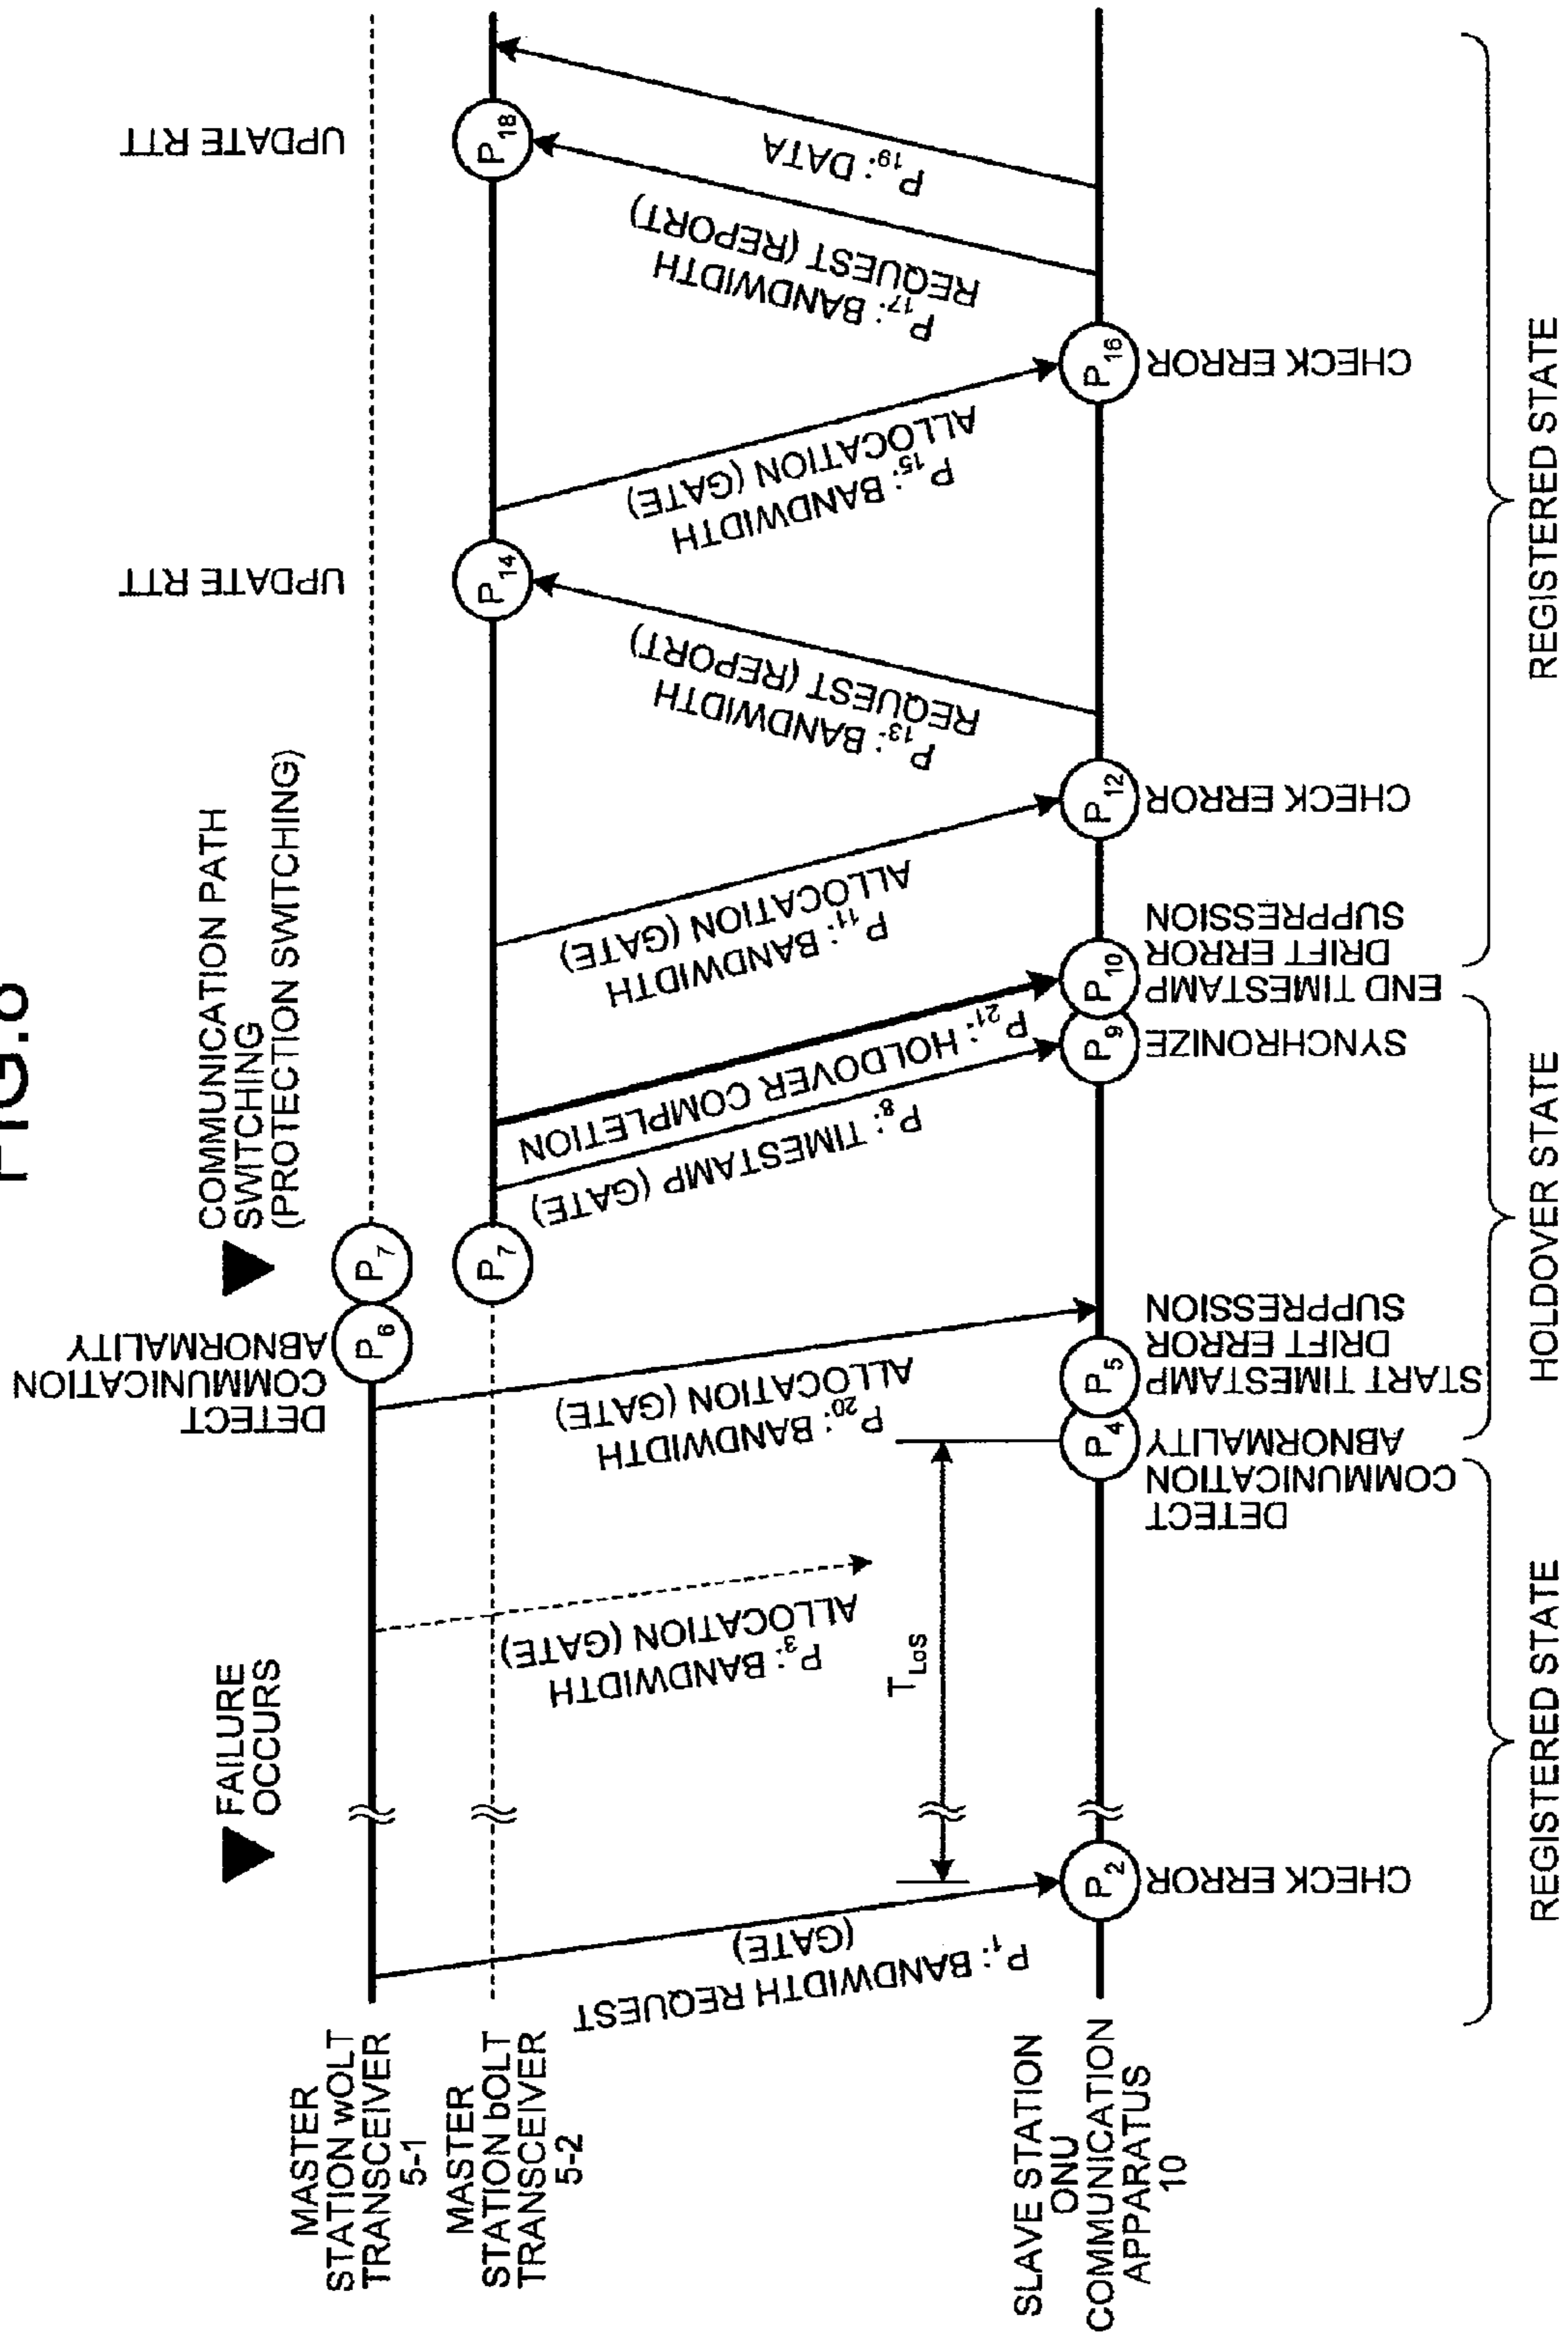 FIG.
MASTER
STATION wOLT
TRANSCEIVER
5-1
MASTER
STATION bOLT
TRANSCEIVER
5-2
SLAVE STATION
ONU
COMMUNICATION
APPARATUS
10
FAILURE
OCCURS
COMMUNICATION PATH
SWITCHING
(PROTECTION SWITCHING)
DETECT
COMMUNICATION
ABNORMALITY
P6
P7
P7
UPDATE RTT
P14
UPDATE RTT
P18
P1: BANDWIDTH REQUEST
(GATE)
P3: BANDWIDTH
ALLOCATION (GATE)
TLoS
P20: BANDWIDTH
ALLOCATION (GATE)
P8: TIMESTAMP (GATE)
P21: HOLDOVER COMPLETION
P11: BANDWIDTH
ALLOCATION (GATE)
P13: BANDWIDTH
REQUEST (REPORT)
P15: BANDWIDTH
ALLOCATION (GATE)
P17: BANDWIDTH
REQUEST (REPORT)
P19: DATA
P2
CHECK ERROR
P4
DETECT
COMMUNICATION
ABNORMALITY
P5
START TIMESTAMP
DRIFT ERROR
SUPPRESSION
P9
SYNCHRONIZE
P10
END TIMESTAMP
DRIFT ERROR
SUPPRESSION
P12
CHECK ERROR
P16
CHECK ERROR
REGISTERED STATE
HOLDOVER STATE
REGISTERED STATE